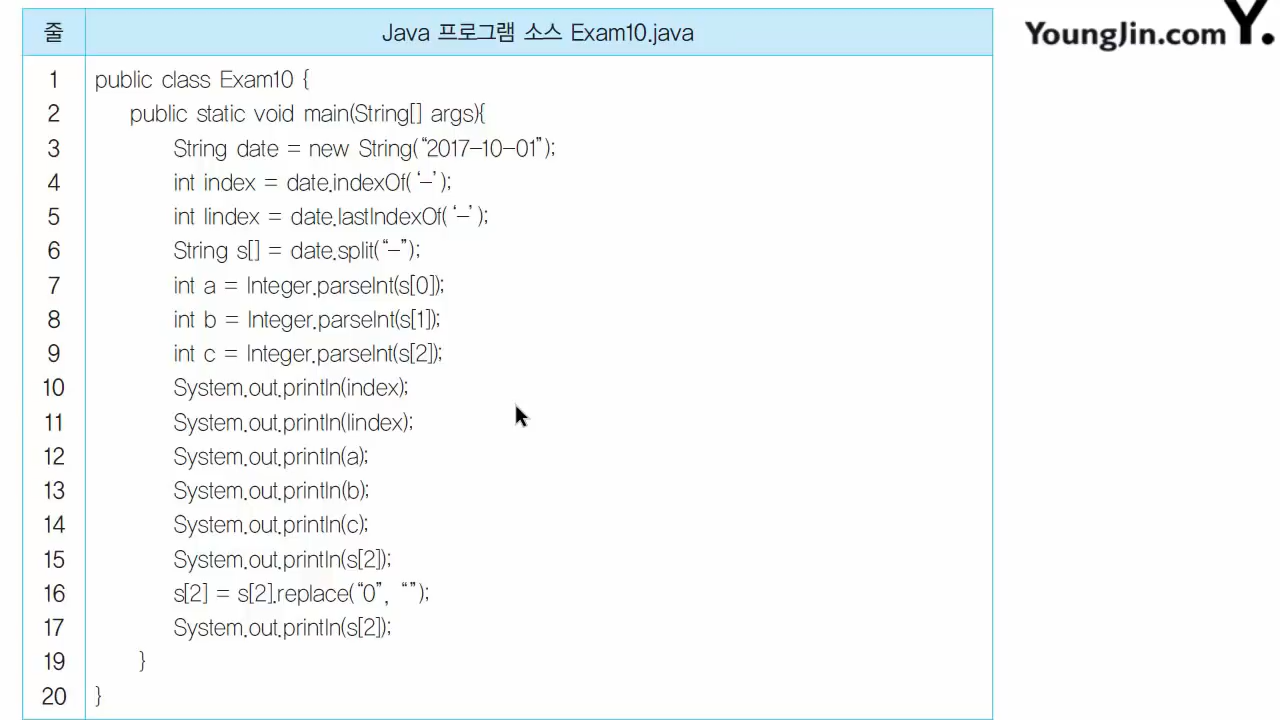 줄 Java 프로그램 소스 Exam10.java YoungJin.com Y.
1 public class Exam10 {
2 public static void main(String[] args){
3 String date = new String(“2017-10-01”);
4 int index = date.indexOf(‘-’);
5 int lindex = date.lastIndexOf(‘-’);
6 String s[] = date.split(“-”);
7 int a = Integer.parseInt(s[0]);
8 int b = Integer.parseInt(s[1]);
9 int c = Integer.parseInt(s[2]);
10 System.out.println(index);
11 System.out.println(lindex);
12 System.out.println(a);
13 System.out.println(b);
14 System.out.println(c);
15 System.out.println(s[2]);
16 s[2] = s[2].replace(“0”, “”);
17 System.out.println(s[2]);
19 }
20 }